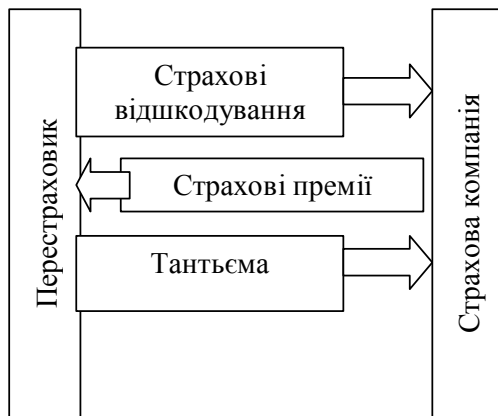 Перестраховик
Страхові
відшкодування
Страхові премії
Тантьєма
Страхова компанія